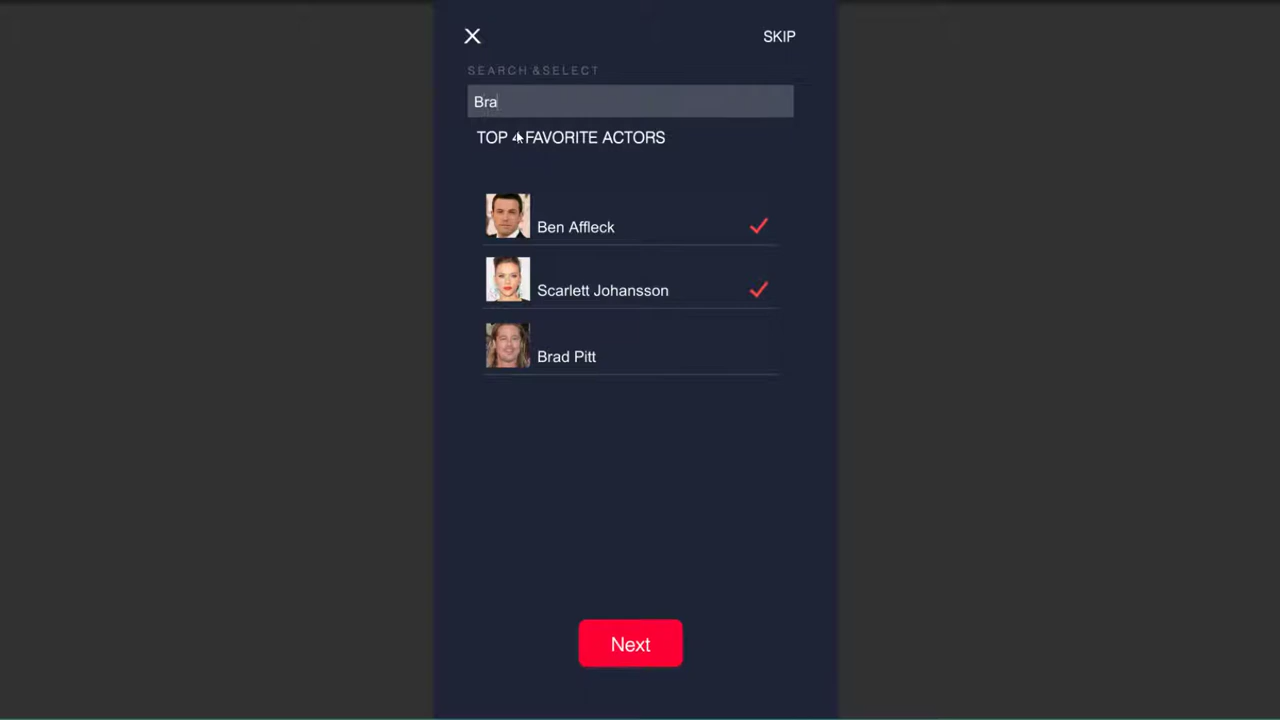 SKIP
SEARCH &SELECT
Bra
TOP 4 FAVORITE ACTORS
Ben Affleck
Scarlett Johansson
Brad Pitt
Next